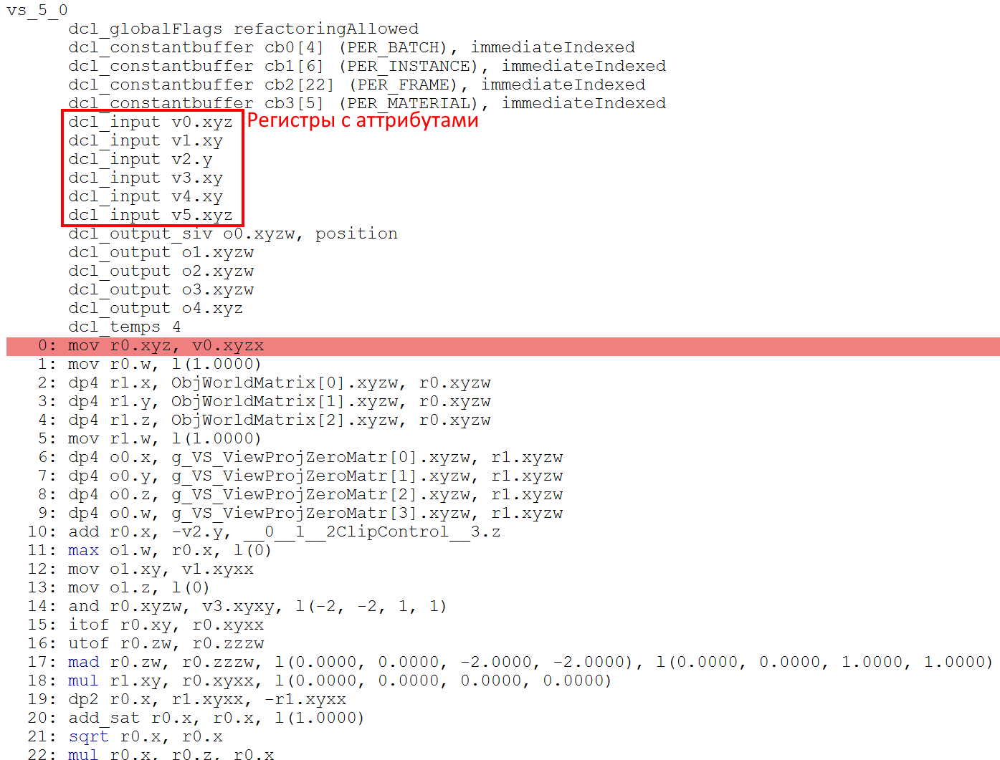 vs_5_0
dcl_globalFlags refactoringAllowed
dcl_constantbuffer cb0[4] (PER_BATCH), immediateIndexed
dcl_constantbuffer cb1[6] (PER_INSTANCE), immediateIndexed
dcl_constantbuffer cb2[22] (PER_FRAME), immediateIndexed
dcl_constantbuffer cb3[5] (PER_MATERIAL), immediateIndexed
dcl_input v0.xyz Регистры с аттрибутами
dcl_input v1.xy
dcl_input v2.y
dcl_input v3.xy
dcl_input v4.xy
dcl_input v5.xyz
dcl_output_siv o0.xyzw, position
dcl_output o1.xyzw
dcl_output o2.xyzw
dcl_output o3.xyzw
dcl_output o4.xyz
dcl_temps 4
0: mov r0.xyz, v0.xyzx
1: mov r0.w, l(1.0000)
2: dp4 r1.x, ObjWorldMatrix[0].xyzw, r0.xyzw
3: dp4 r1.y, ObjWorldMatrix[1].xyzw, r0.xyzw
4: dp4 r1.z, ObjWorldMatrix[2].xyzw, r0.xyzw
5: mov r1.w, l(1.0000)
6: dp4 o0.x, g_VS_ViewProjZeroMatr[0].xyzw, r1.xyzw
7: dp4 o0.y, g_VS_ViewProjZeroMatr[1].xyzw, r1.xyzw
8: dp4 o0.z, g_VS_ViewProjZeroMatr[2].xyzw, r1.xyzw
9: dp4 o0.w, g_VS_ViewProjZeroMatr[3].xyzw, r1.xyzw
10: add r0.x, -v2.y, __0__1__2ClipControl__3.z
11: max o1.w, r0.x, l(0)
12: mov o1.xy, v1.xyxx
13: mov o1.z, l(0)
14: and r0.xyzw, v3.xyxy, l(-2, -2, 1, 1)
15: itof r0.xy, r0.xyxx
16: utof r0.zw, r0.zzzw
17: mad r0.zw, r0.zzzw, l(0.0000, 0.0000, -2.0000, -2.0000), l(0.0000, 0.0000, 1.0000, 1.0000)
18: mul r1.xy, r0.xyxx, l(0.0000, 0.0000, 0.0000, 0.0000)
19: dp2 r0.x, r1.xyxx, -r1.xyxx
20: add_sat r0.x, r0.x, l(1.0000)
21: sqrt r0.x, r0.x
22: mul r0.x, r0.z, r0.x